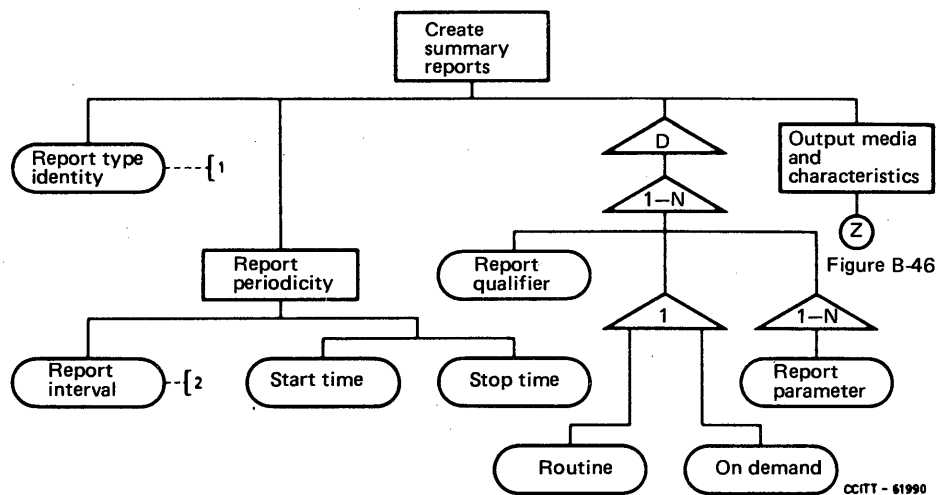 Create
summary
reports
Report type
identity
1
D
1–N
Output media
and
characteristics
Z
Figure B-46
Report
periodicity
Report
qualifier
1
1–N
Report
interval
2
Start time
Stop time
Report
parameter
Routine
On demand
CCITT - 61990